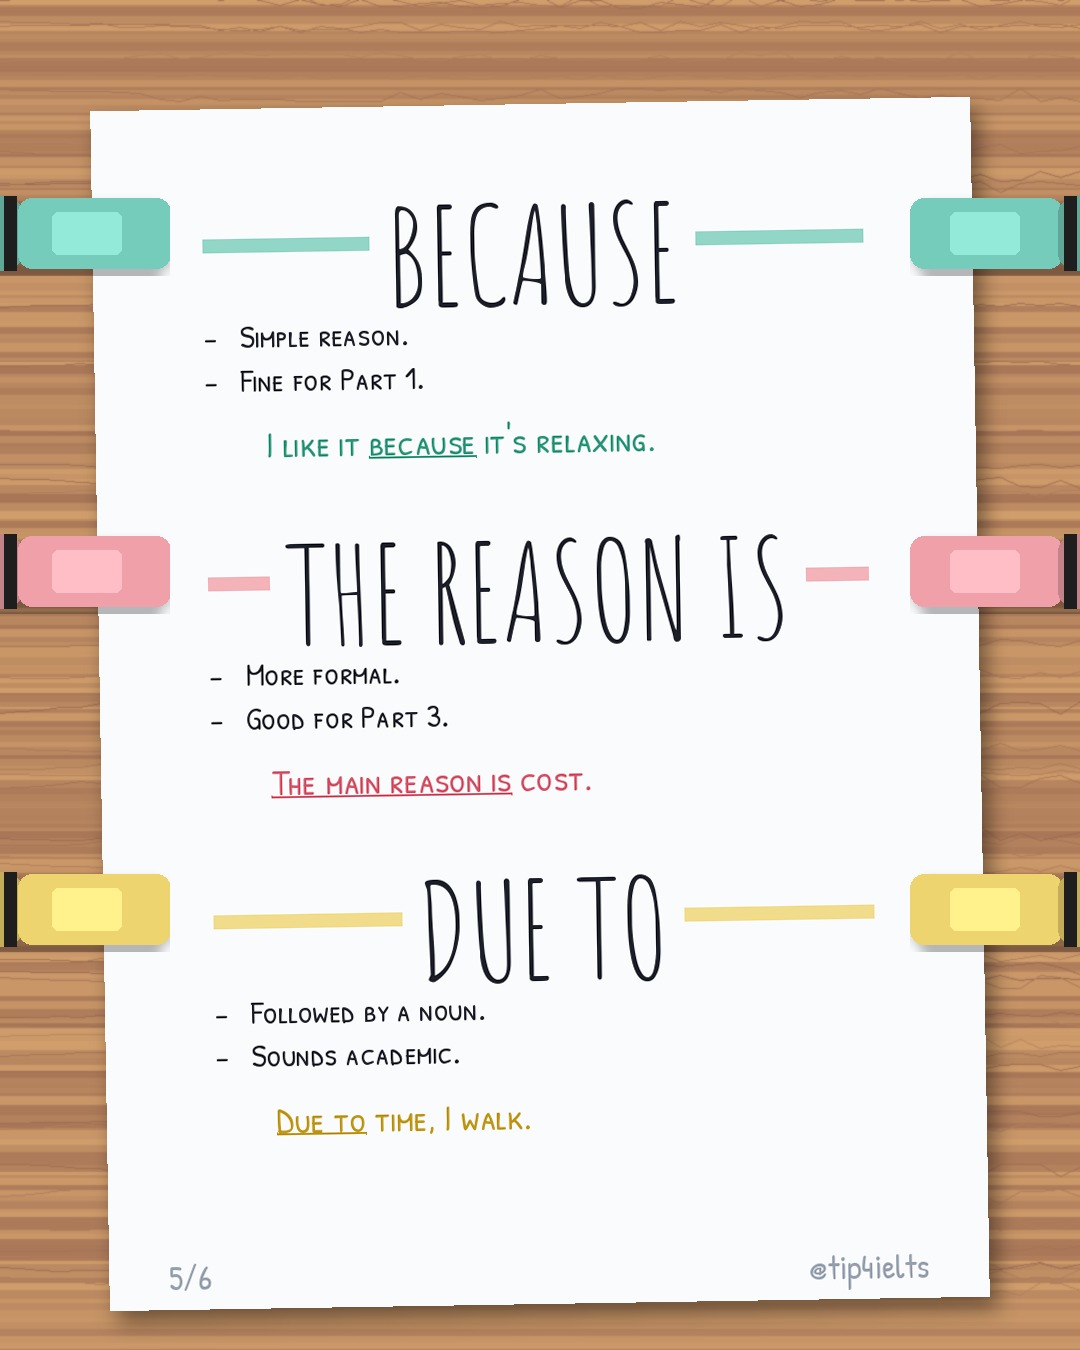 BECAUSE
- Simple reason.
- Fine for Part 1.
I like it because it's relaxing.
THE REASON IS
- More formal.
- Good for Part 3.
The main reason is cost.
DUE TO
- Followed by a noun.
- Sounds academic.
Due to time, I walk.
5/6
@tip4ielts